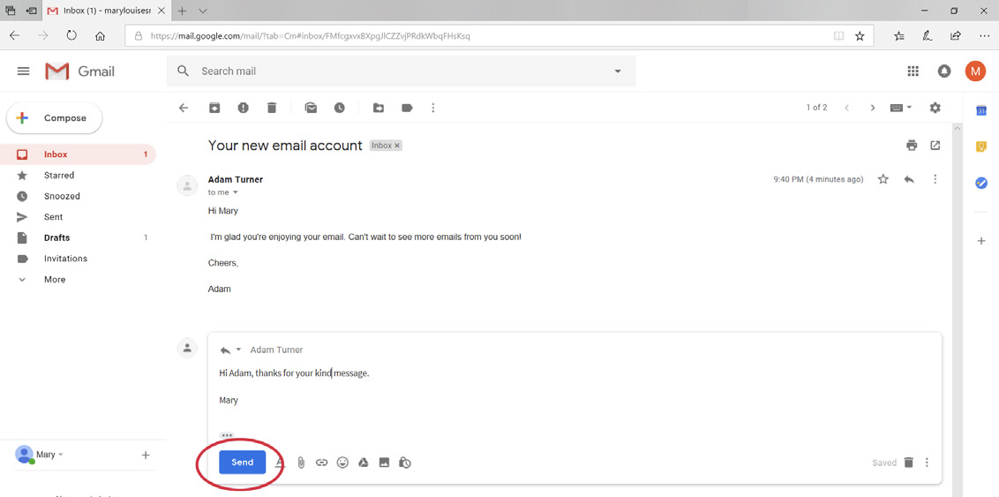 Inbox (1) - marylouisesr
https://mail.google.com/mail/?tab=Cm#inbox/FMfcgxvxBXpgJlCZZvjPRdkWbqFHsKsq
Gmail
Search mail
M
Compose
1 of 2
31
Your new email account Inbox x
Inbox 1
Starred
Snoozed
Sent
Drafts 1
Invitations
More
Adam Turner
9:40 PM (4 minutes ago)
to me
Hi Mary
I'm glad you're enjoying your email. Can't wait to see more emails from you soon!
Cheers,
Adam
Adam Turner
Hi Adam, thanks for your kind message.
Mary
Mary
Send
Saved